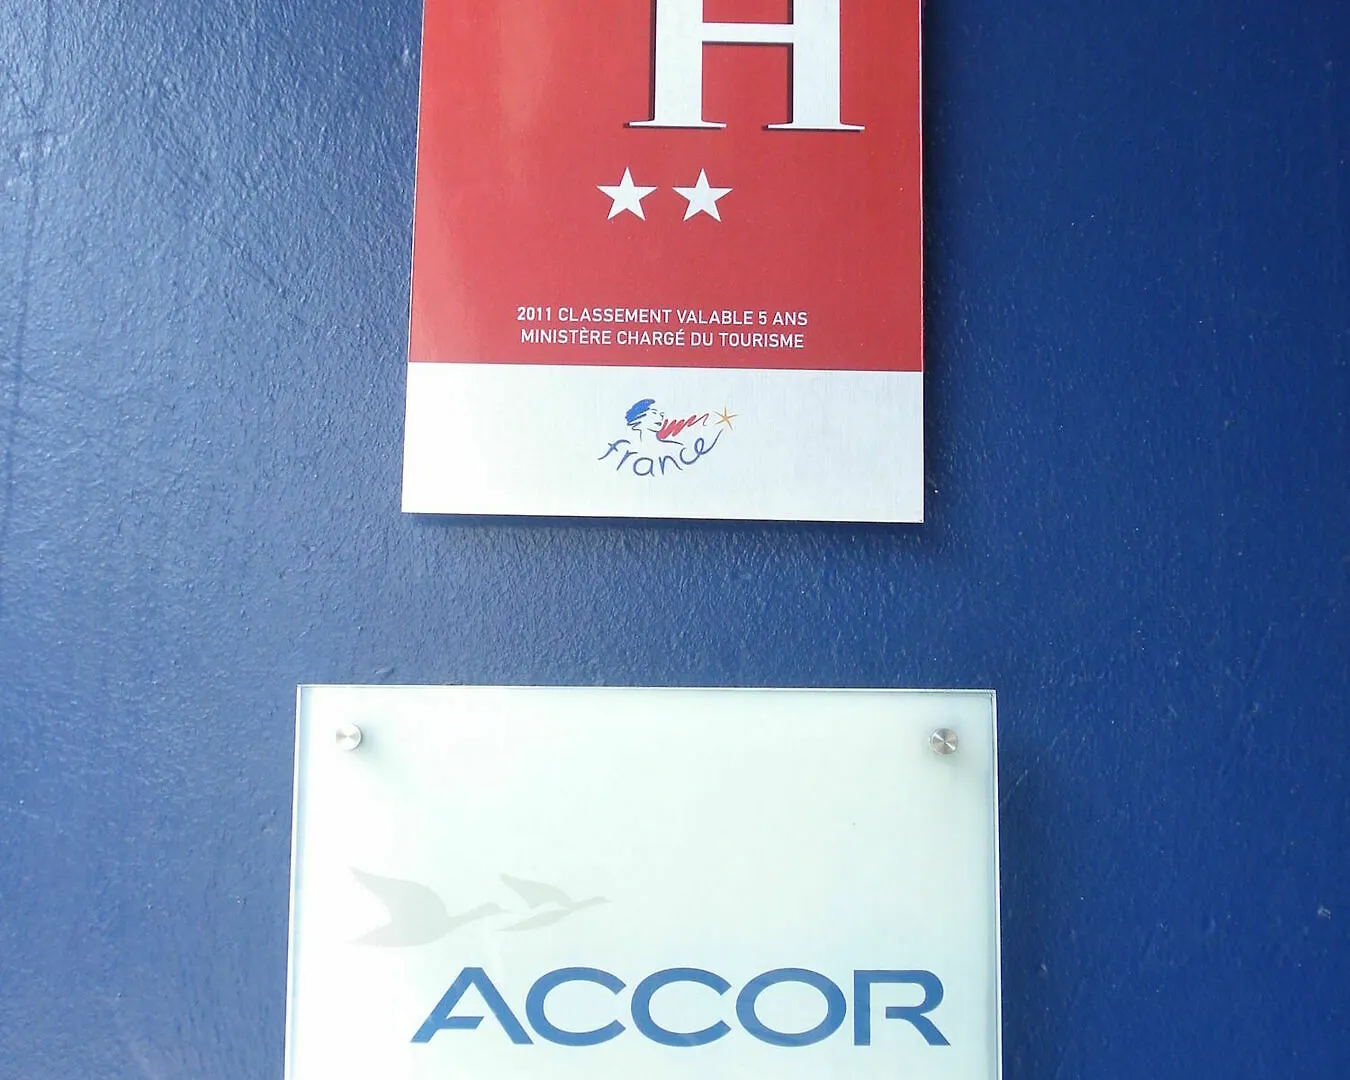 H
2011 CLASSEMENT VALABLE 5 ANS
MINISTÈRE CHARGÉ DU TOURISME
france
ACCOR